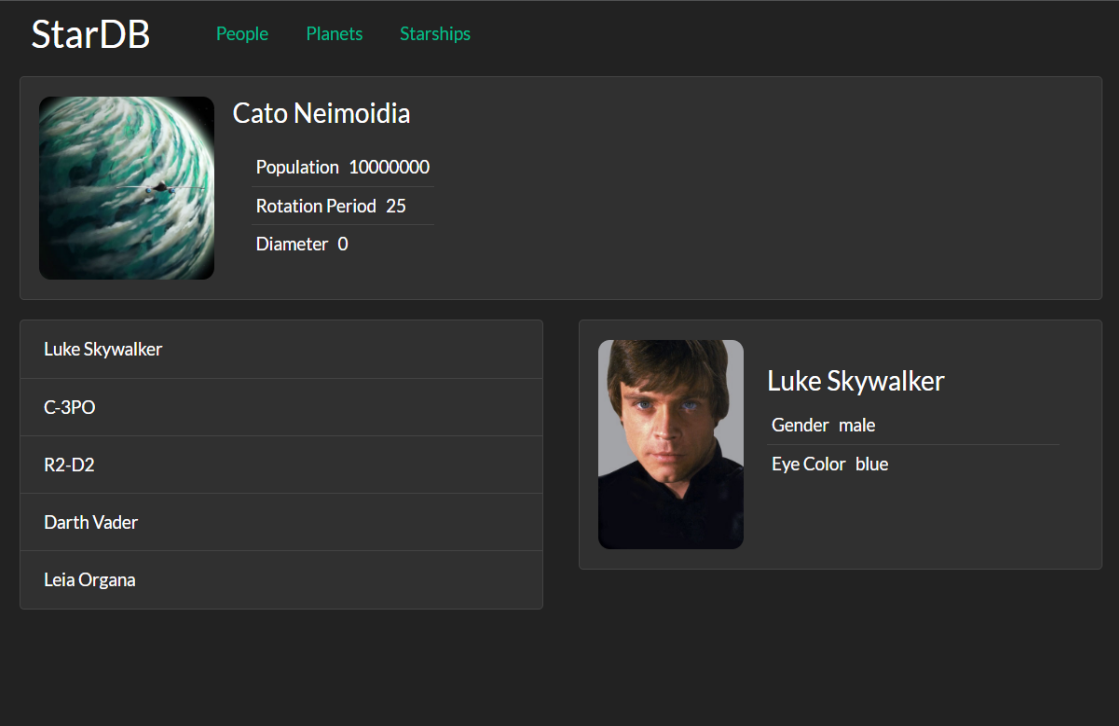 StarDB People Planets Starships
Cato Neimoidia
Population 10000000
Rotation Period 25
Diameter 0
Luke Skywalker
C-3PO
R2-D2
Darth Vader
Leia Organa
Luke Skywalker
Gender male
Eye Color blue